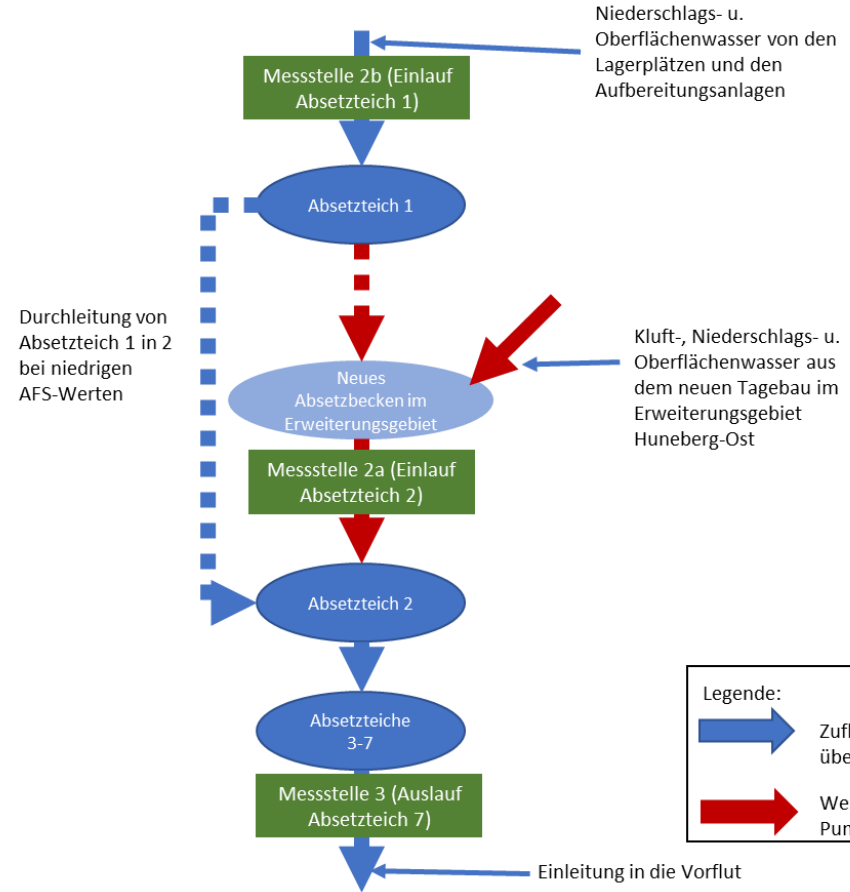 Niederschlags- u.
Oberflächenwasser von den
Lagerplätzen und den
Aufbereitungsanlagen
Messstelle 2b (Einlauf
Absetzteich 1)
Absetzteich 1
Durchleitung von
Absetzteich 1 in 2
bei niedrigen
AFS-Werten
Kluft-, Niederschlags- u.
Oberflächenwasser aus
dem neuen Tagebau im
Erweiterungsgebiet
Huneberg-Ost
Neues
Absetzbecken im
Erweiterungsgebiet
Messstelle 2a (Einlauf
Absetzteich 2)
Absetzteich 2
Absetzteiche
3-7
Messstelle 3 (Auslauf
Absetzteich 7)
Einleitung in die Vorflut
Legende: